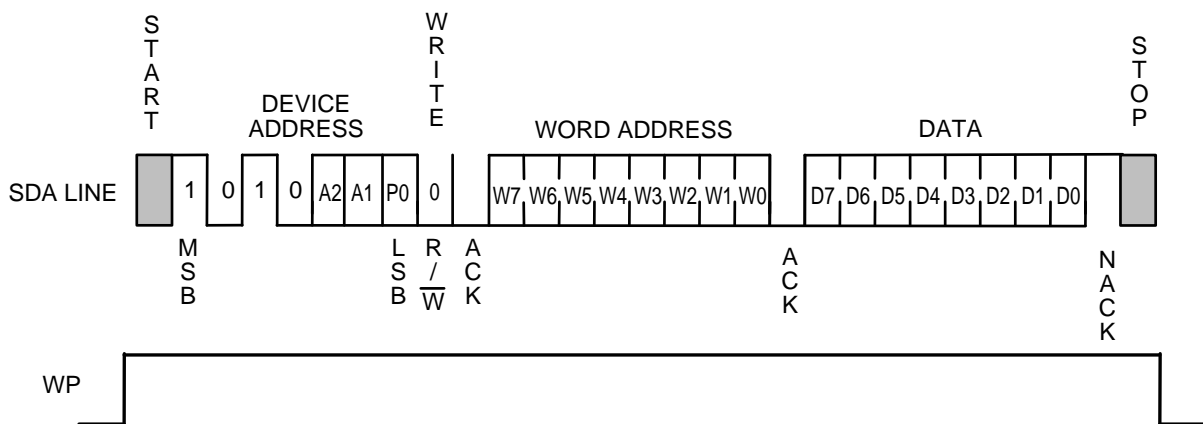 START
WRITE
STOP
DEVICE
ADDRESS
WORD ADDRESS
DATA
SDA LINE
1 0 1 0 A2 A1 P0 0 W7 W6 W5 W4 W3 W2 W1 W0 D7 D6 D5 D4 D3 D2 D1 D0
MSB
LSB
R/W
ACK
ACK
NACK
WP